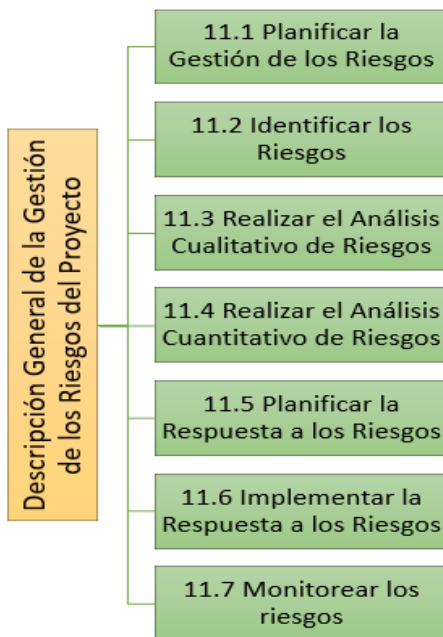 Descripción General de la Gestión
de los Riesgos del Proyecto
11.1 Planificar la
Gestión de los Riesgos
11.2 Identificar los
Riesgos
11.3 Realizar el Análisis
Cualitativo de Riesgos
11.4 Realizar el Análisis
Cuantitativo de Riesgos
11.5 Planificar la
Respuesta a los Riesgos
11.6 Implementar la
Respuesta a los Riesgos
11.7 Monitorear los
riesgos